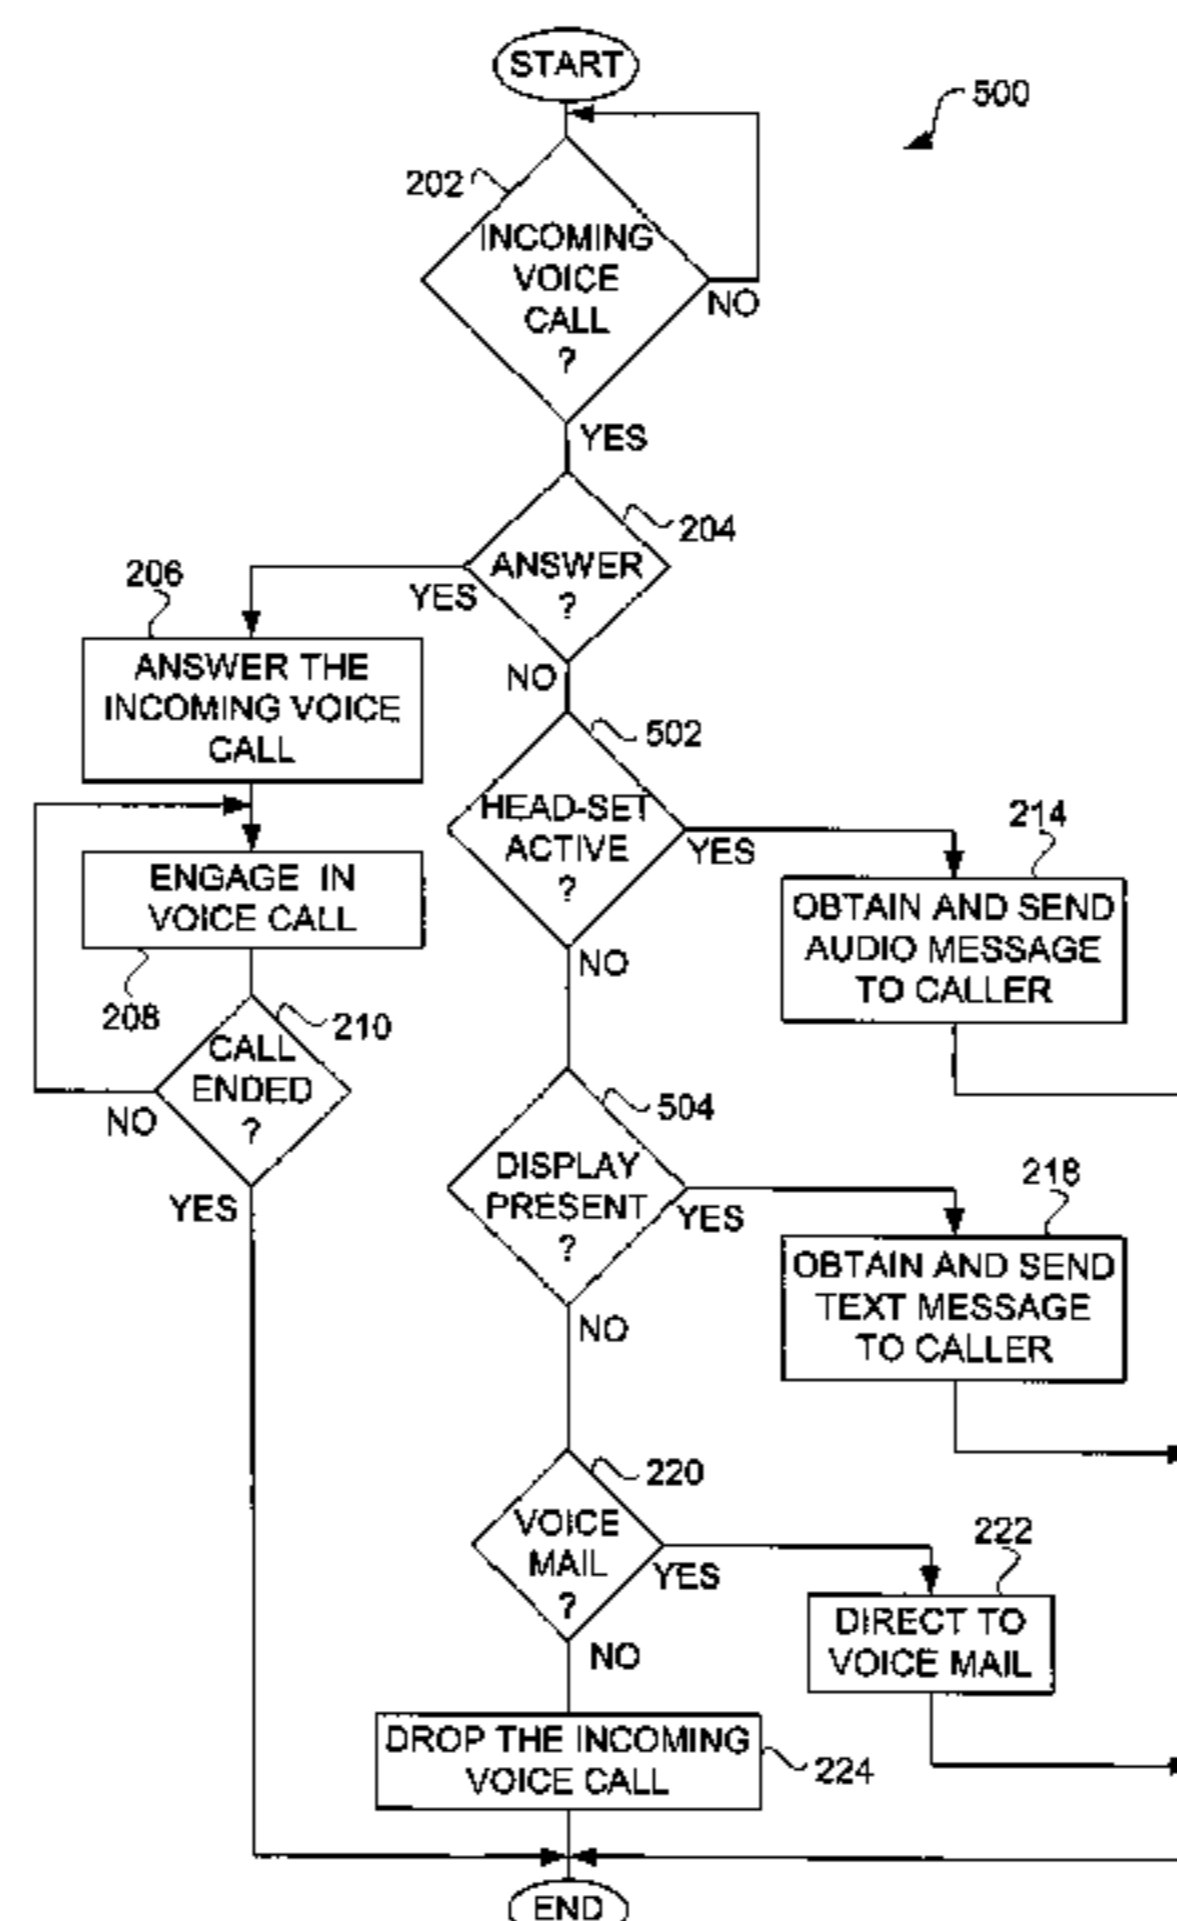 START
500
202
INCOMING
VOICE
CALL
?
NO
YES
204
ANSWER
?
YES
NO
206
ANSWER THE
INCOMING VOICE
CALL
502
HEAD-SET
ACTIVE
?
YES
NO
214
OBTAIN AND SEND
AUDIO MESSAGE
TO CALLER
ENGAGE IN
VOICE CALL
208
210
CALL
ENDED
?
NO
YES
504
DISPLAY
PRESENT
?
YES
NO
218
OBTAIN AND SEND
TEXT MESSAGE
TO CALLER
220
VOICE
MAIL
?
YES
NO
222
DIRECT TO
VOICE MAIL
DROP THE INCOMING
VOICE CALL
224
END